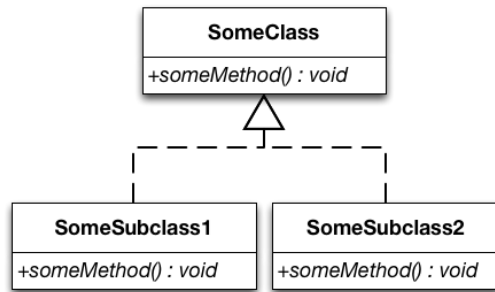 SomeClass
+someMethod() : void
SomeSubclass1
+someMethod() : void
SomeSubclass2
+someMethod() : void